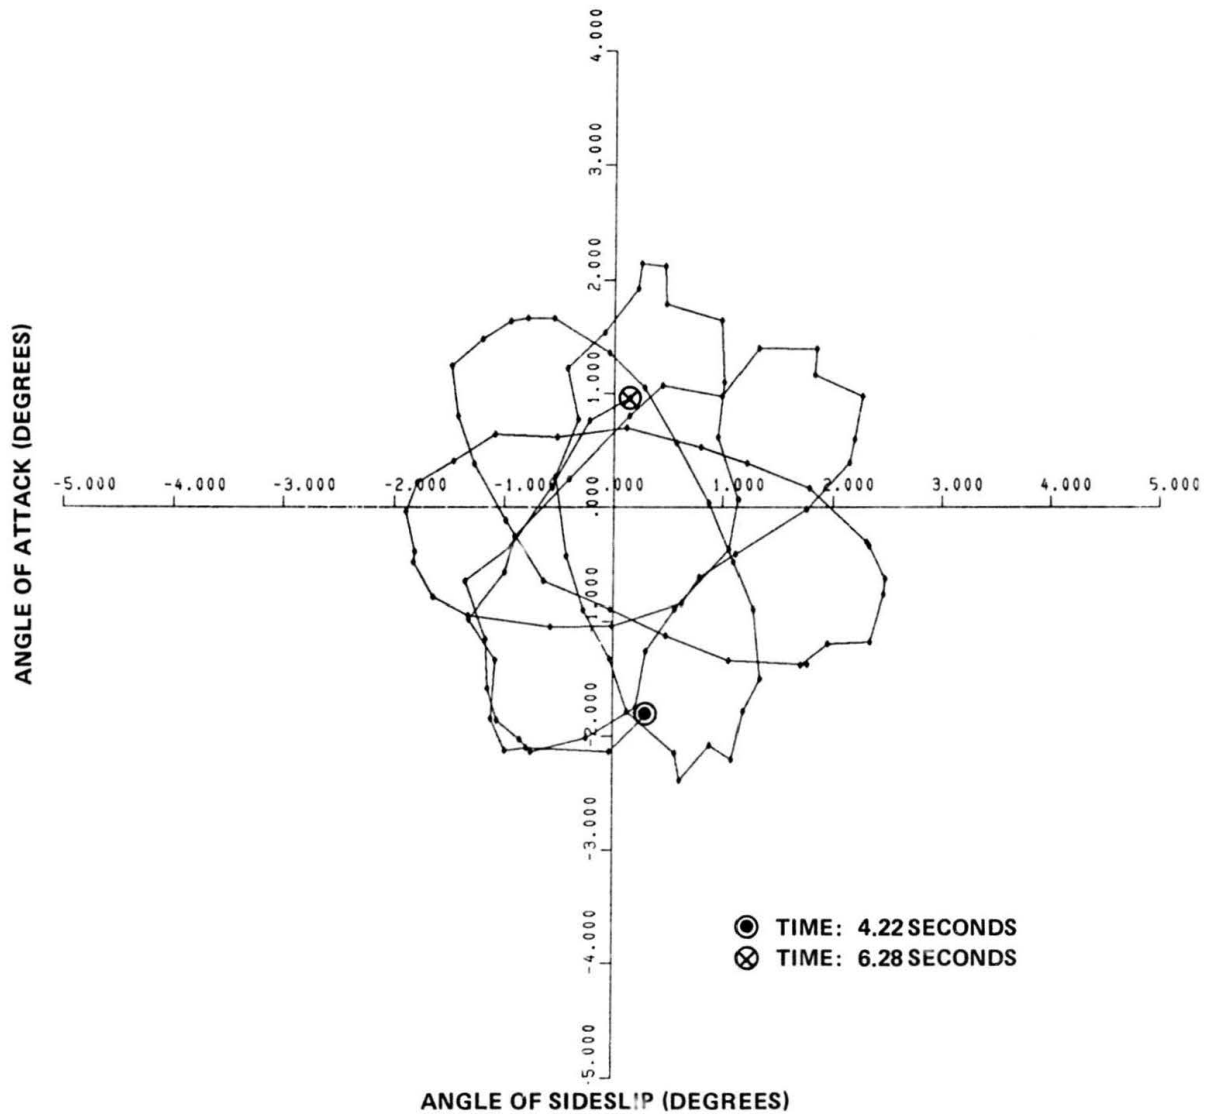 4.000
3.000
2.000
1.000
ANGLE OF ATTACK (DEGREES)
-5.000 -4.000 -3.000 -2.000 -1.000 .000 1.000 2.000 3.000 4.000 5.000
-1.000
-2.000
-3.000
-4.000
-5.000
TIME: 4.22 SECONDS
TIME: 6.28 SECONDS
ANGLE OF SIDESLIP (DEGREES)